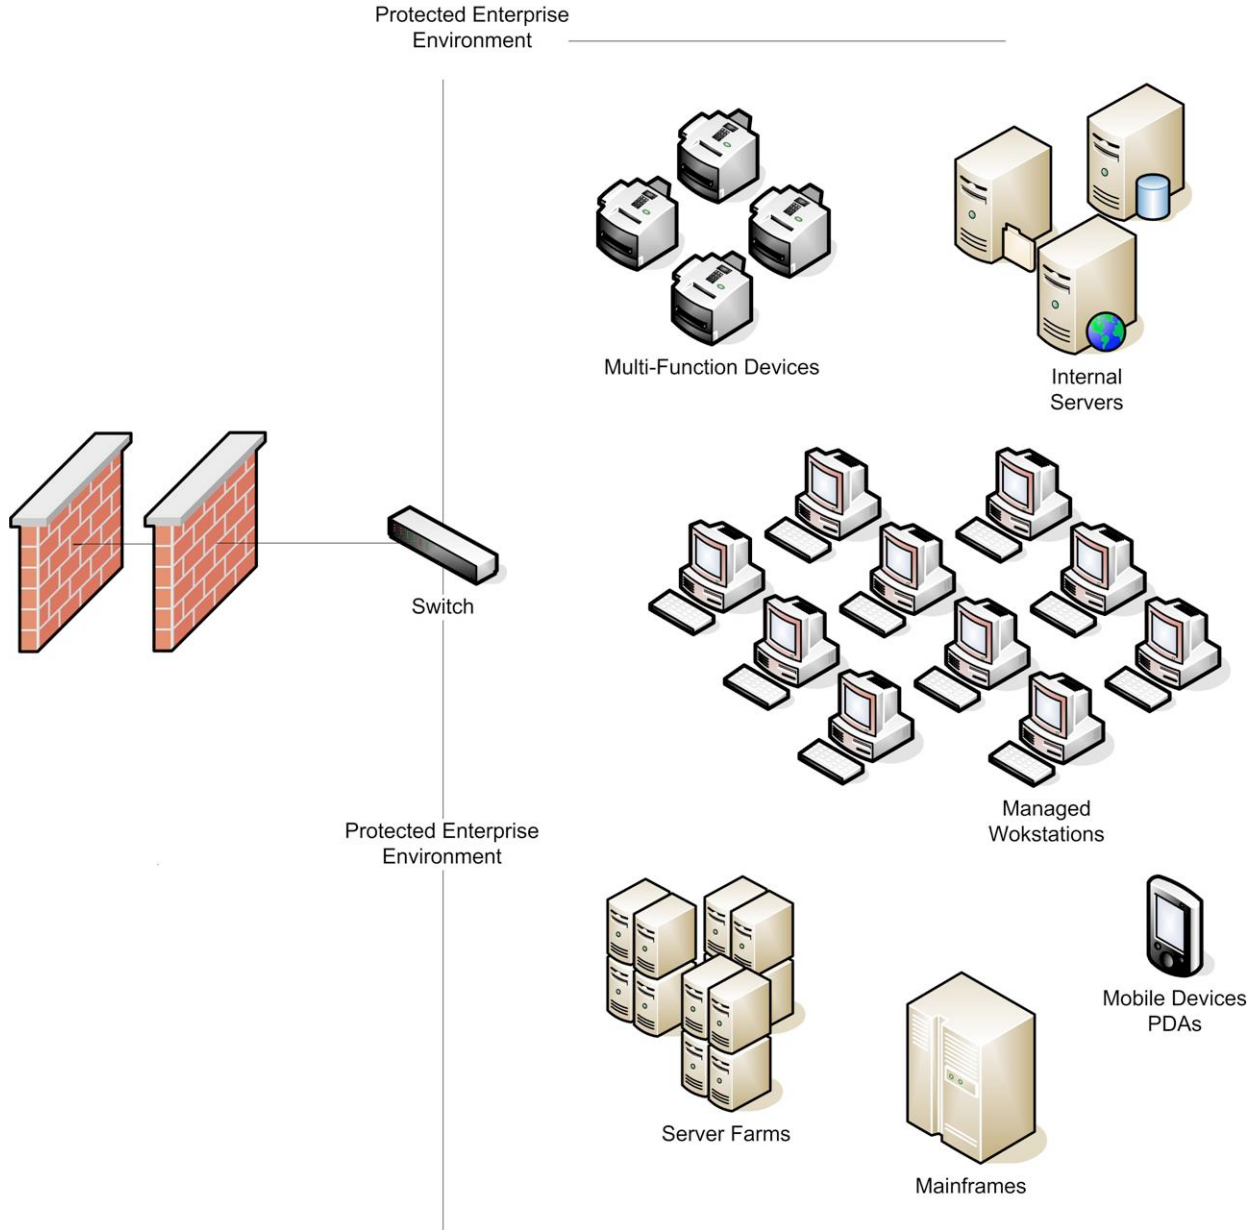 Protected Enterprise
Environment
Multi-Function Devices
Internal
Servers
Switch
Managed
Wokstations
Protected Enterprise
Environment
Mobile Devices
PDAs
Server Farms
Mainframes